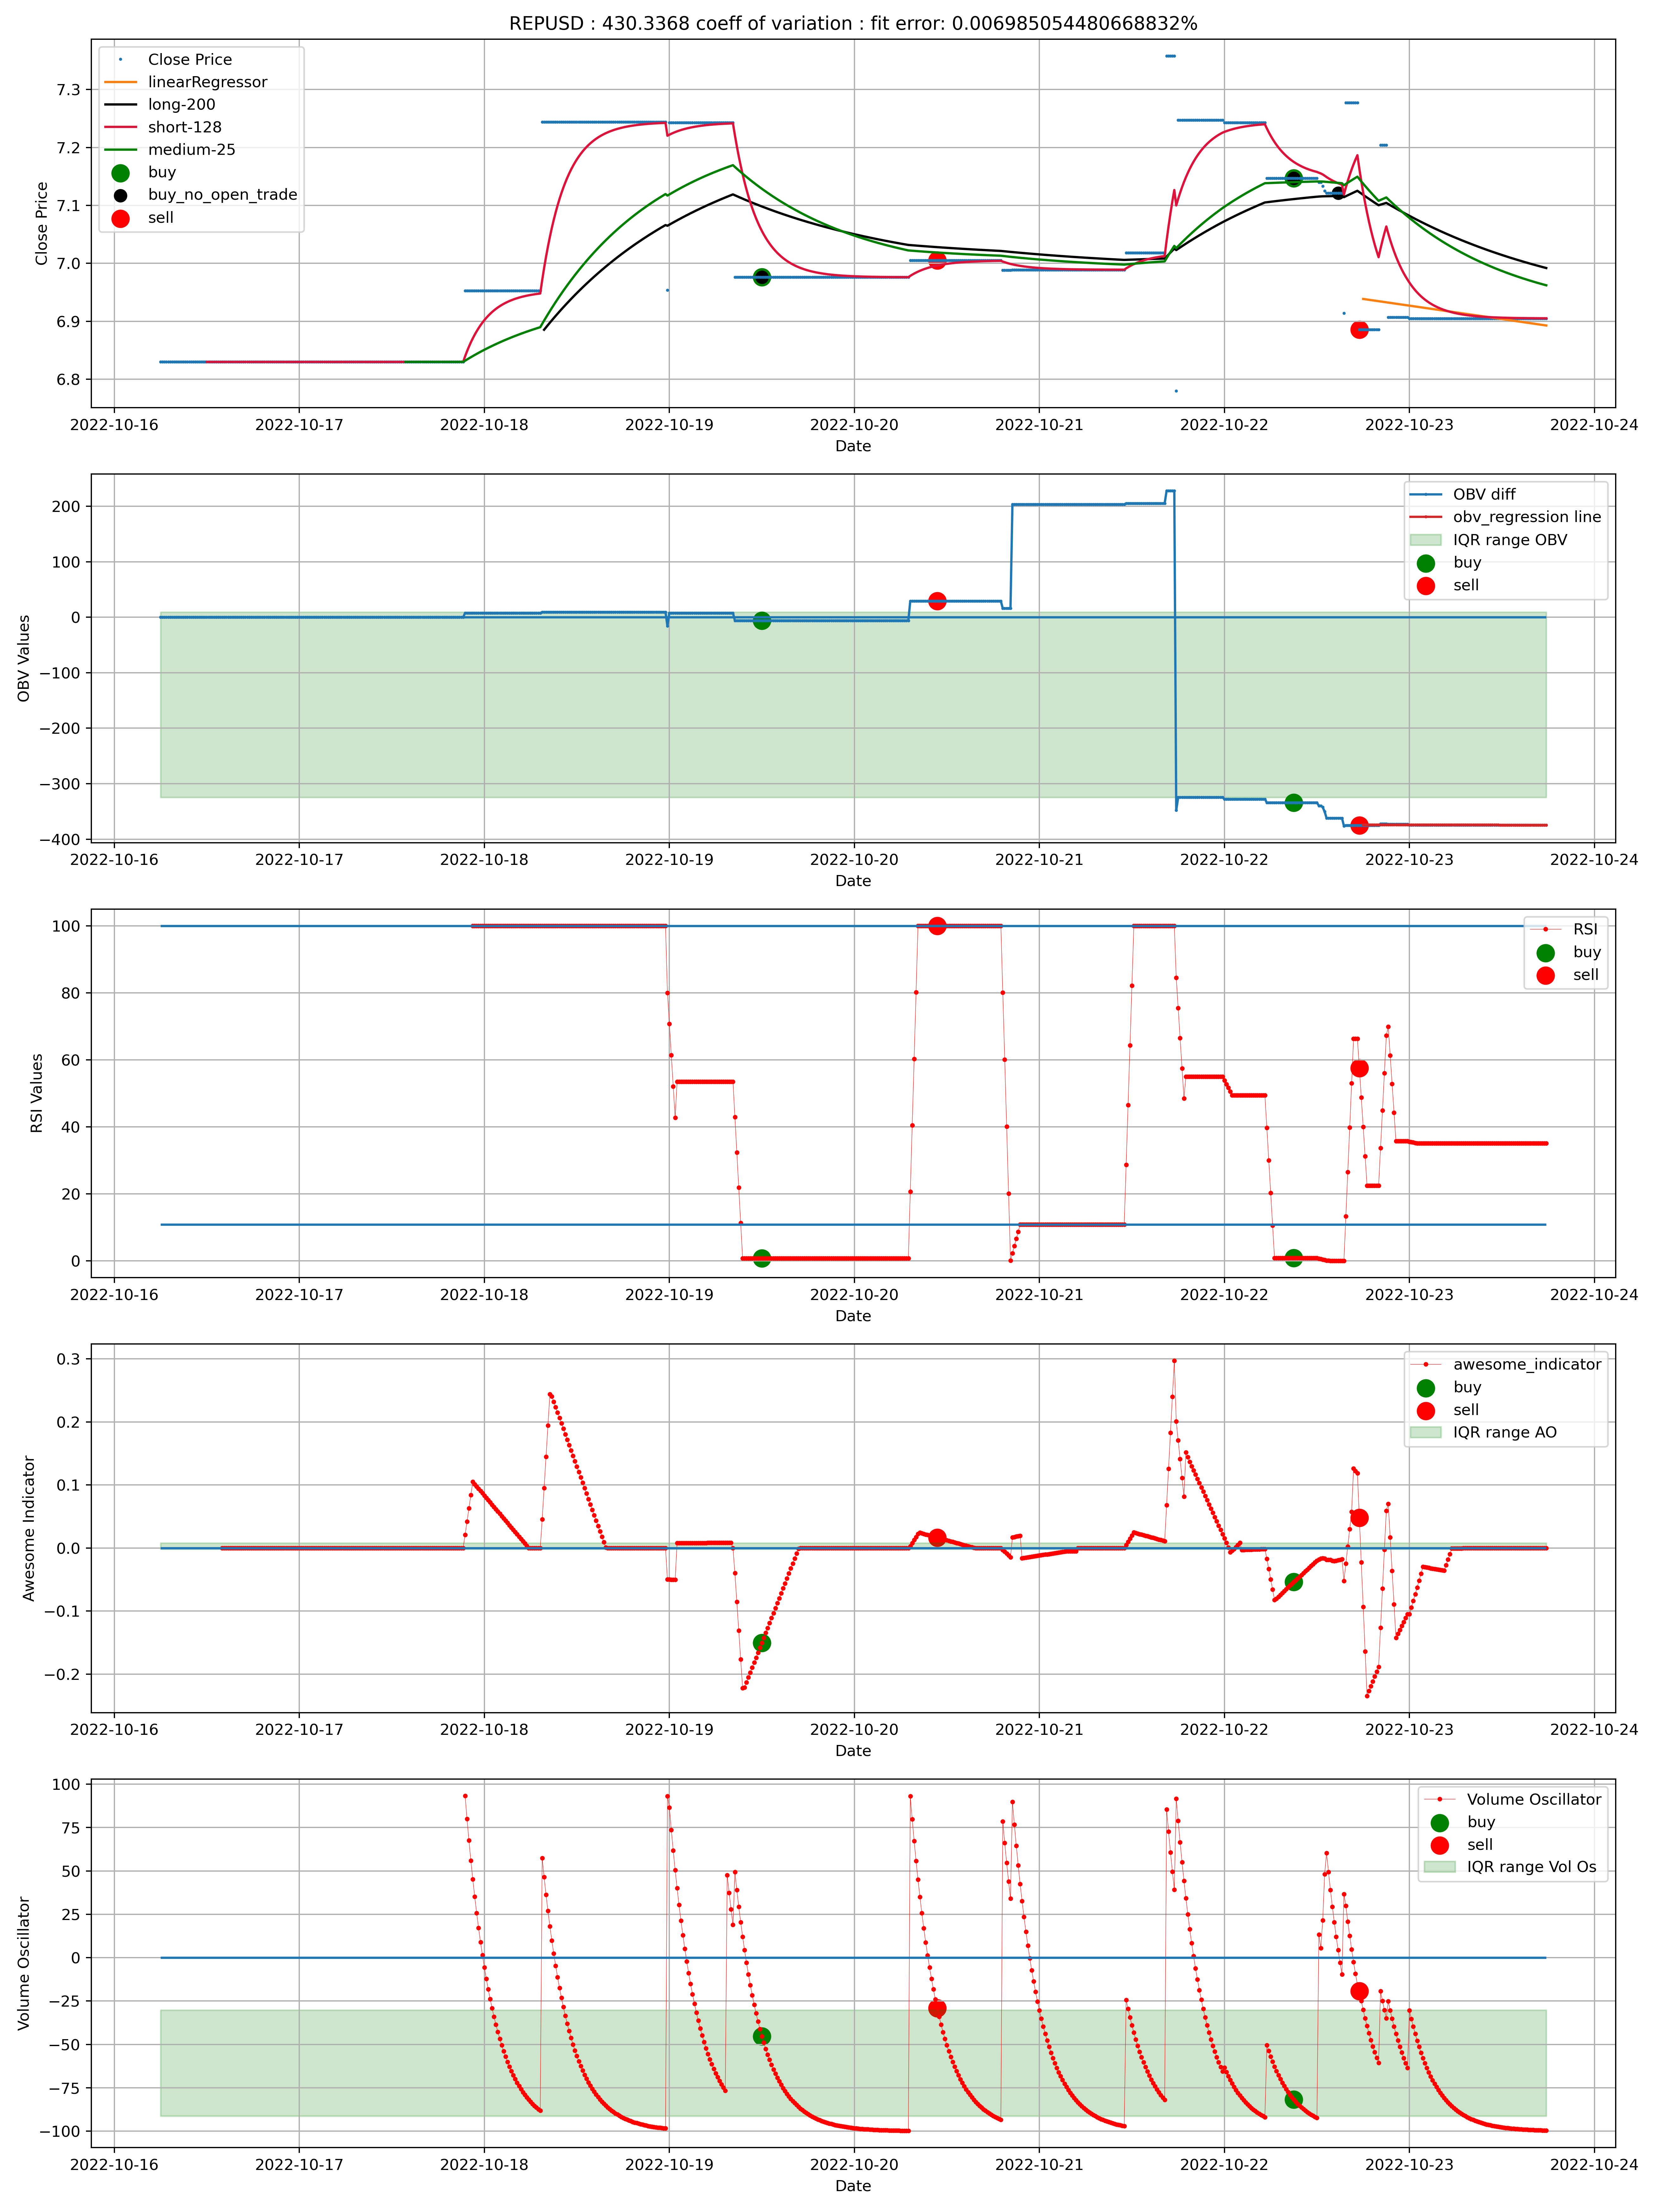 REPUSD : 430.3368 coeff of variation : fit error: 0.006985054480668832%
Close Price
linearRegressor
long-200
short-128
medium-25
buy
buy_no_open_trade
sell
Close Price
7.3
7.2
7.1
7.0
6.9
6.8
2022-10-16 2022-10-17 2022-10-18 2022-10-19 2022-10-20 2022-10-21 2022-10-22 2022-10-23 2022-10-24
Date
OBV diff
obv_regression line
IQR range OBV
buy
sell
OBV Values
200
100
0
−100
−200
−300
−400
2022-10-16 2022-10-17 2022-10-18 2022-10-19 2022-10-20 2022-10-21 2022-10-22 2022-10-23 2022-10-24
Date
RSI
buy
sell
RSI Values
100
80
60
40
20
0
2022-10-16 2022-10-17 2022-10-18 2022-10-19 2022-10-20 2022-10-21 2022-10-22 2022-10-23 2022-10-24
Date
awesome_indicator
buy
sell
IQR range AO
Awesome Indicator
0.3
0.2
0.1
0.0
−0.1
−0.2
2022-10-16 2022-10-17 2022-10-18 2022-10-19 2022-10-20 2022-10-21 2022-10-22 2022-10-23 2022-10-24
Date
Volume Oscillator
buy
sell
IQR range Vol Os
Volume Oscillator
100
75
50
25
0
−25
−50
−75
−100
2022-10-16 2022-10-17 2022-10-18 2022-10-19 2022-10-20 2022-10-21 2022-10-22 2022-10-23 2022-10-24
Date